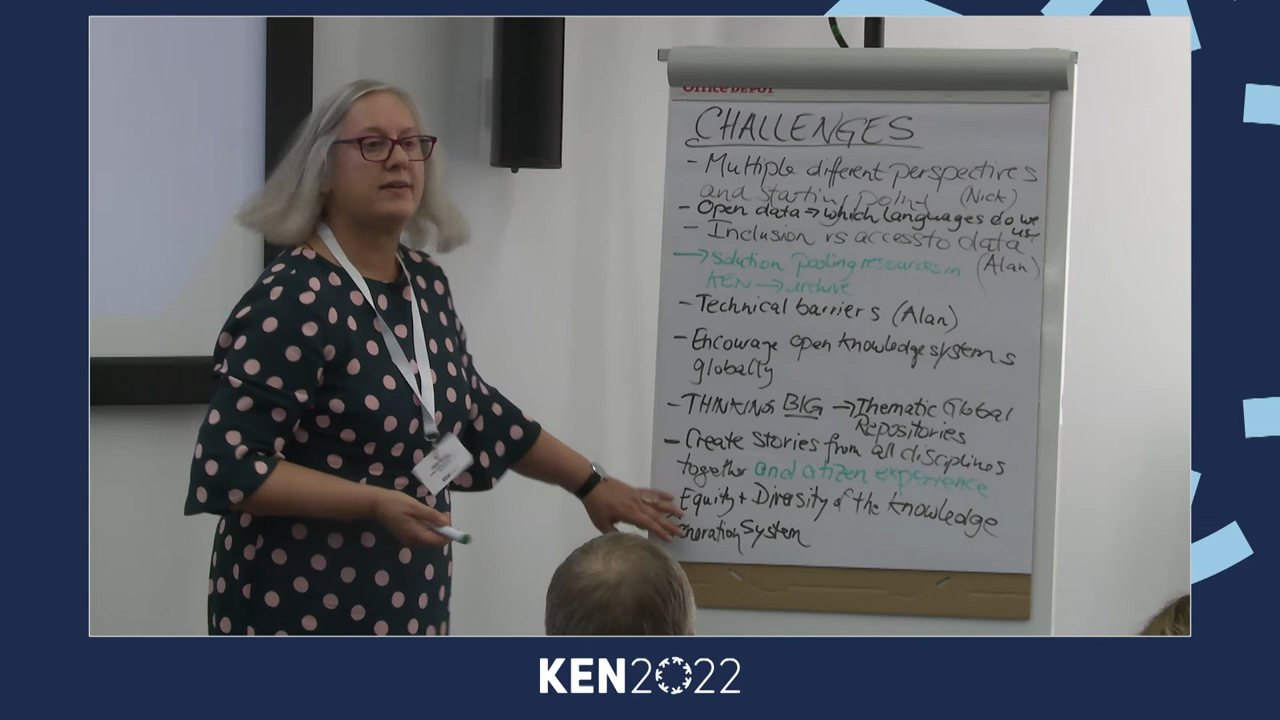 OFFICE DEPOT
CHALLENGES
- Multiple different perspectives
and starting point (Nick)
- Open data → which languages do we
use
- Inclusion vs access to data
(Alan)
→ solution pooling resources in
KEN → archive
- Technical barriers (Alan)
- Encourage open knowledge systems
globally
- THINKING BIG → Thematic Global
Repositories
- Create stories from all disciplines
together and citizen experience
Equity + Diversity of the knowledge
System
KEN2022